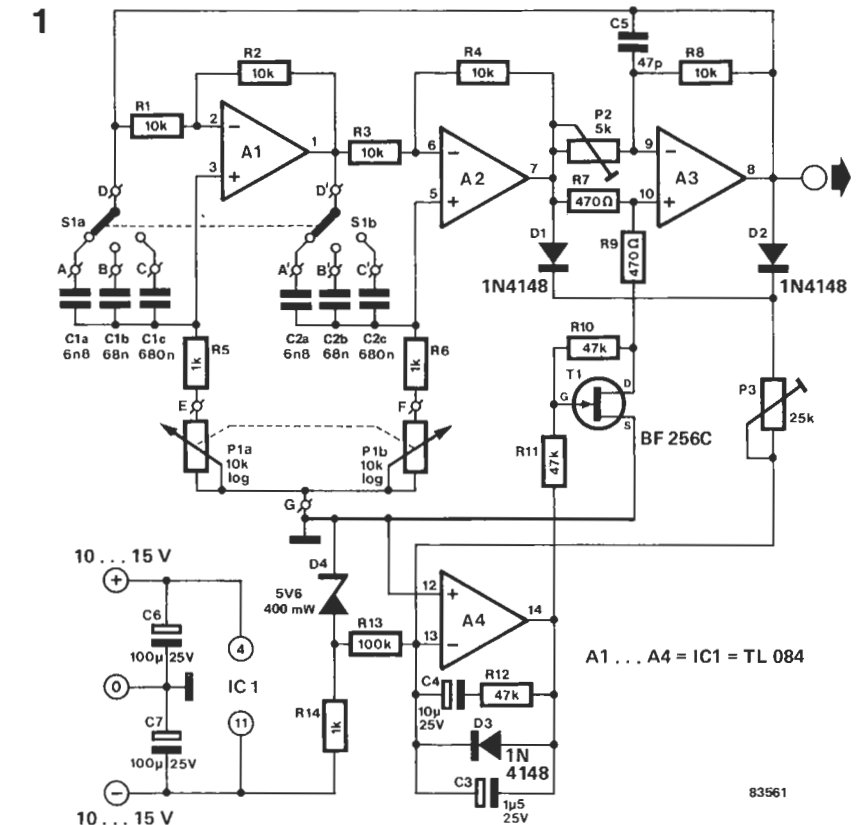 1
C5
47p
R2
10k
R4
10k
R8
10k
R1
10k
2
−
A1
1
3
+
R3
10k
6
−
A2
7
5
+
P2
5k
9
−
A3
8
10
+
R7
470Ω
R9
470Ω
D
D'
S1a
S1b
D1
1N4148
D2
1N4148
A
B
C
A'
B'
C'
C1a
6n8
C1b
68n
C1c
680n
C2a
6n8
C2b
68n
C2c
680n
R5
1k
R6
1k
R10
47k
T1
G
D
S
BF 256C
P3
25k
E
F
P1a
10k
log
P1b
10k
log
R11
47k
G
10 ... 15 V
+
C6
100µ 25V
0
C7
100µ 25V
−
10 ... 15 V
4
IC1
11
D4
5V6
400 mW
R13
100k
R14
1k
12
+
A4
14
13
−
A1 ... A4 = IC1 = TL 084
C4
10µ
25V
R12
47k
D3
1N
4148
C3
1µ5
25V
83561